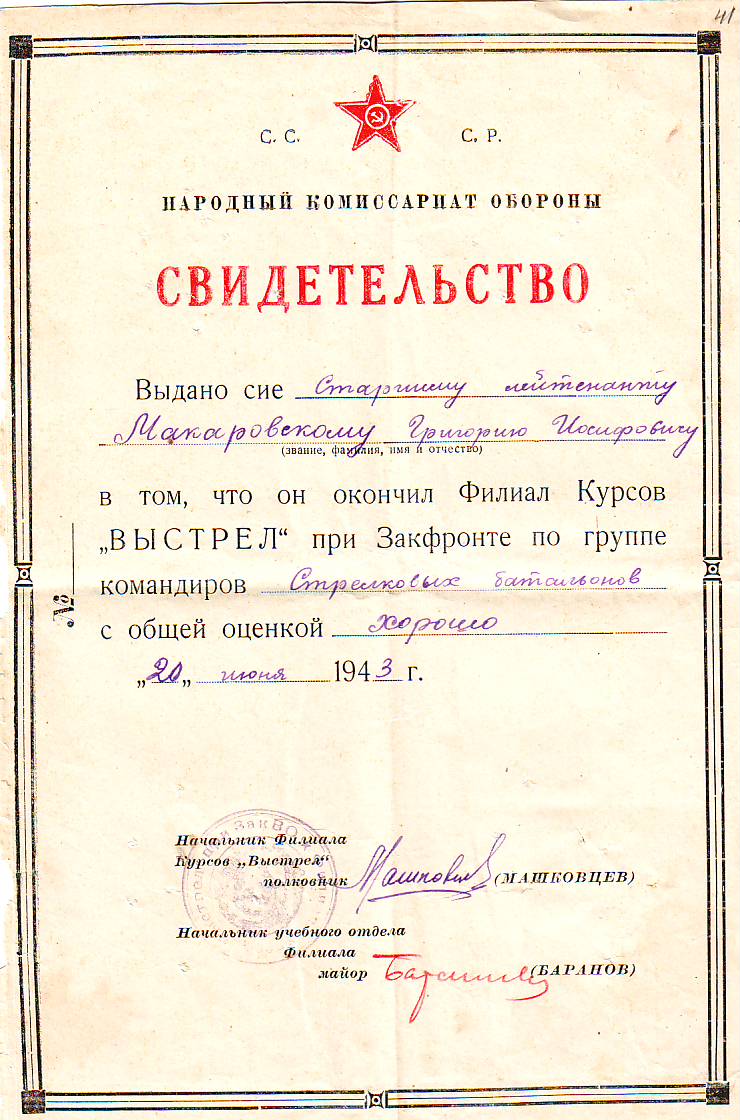 41
С. С. С. Р.
НАРОДНЫЙ КОМИССАРИАТ ОБОРОНЫ
СВИДЕТЕЛЬСТВО
Выдано сие Старшему лейтенанту
Макаровскому Григорию Иосифовичу
(звание, фамилия, имя и отчество)
в том, что он окончил Филиал Курсов
„ВЫСТРЕЛ“ при Закфронте по группе
командиров Стрелковых батальонов
с общей оценкой хорошо
„20„ июня 1943 г.
№
Начальник Филиала
Курсов „Выстрел“
полковник (МАШКОВЦЕВ)
Начальник учебного отдела
Филиала
майор (БАРАНОВ)